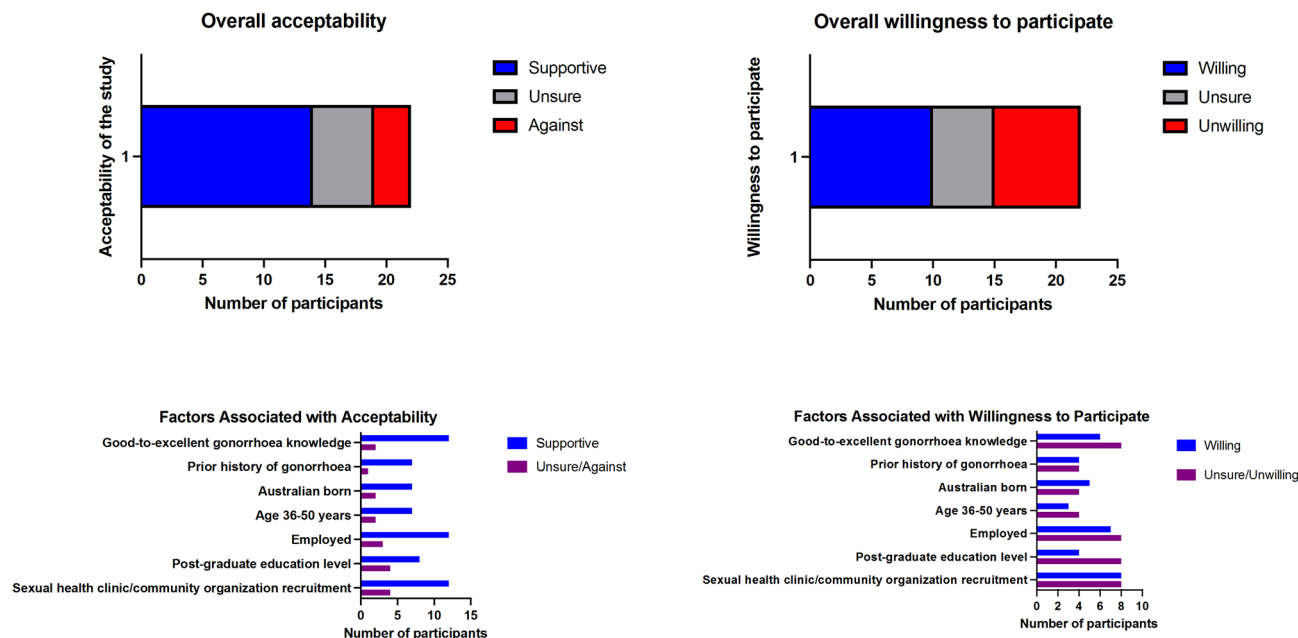 Overall acceptability
Acceptability of the study
1
0 5 10 15 20 25
Number of participants
Supportive
Unsure
Against
Overall willingness to participate
Willingness to participate
1
0 5 10 15 20 25
Number of participants
Willing
Unsure
Unwilling
Factors Associated with Acceptability
Good-to-excellent gonorrhoea knowledge
Prior history of gonorrhoea
Australian born
Age 36-50 years
Employed
Post-graduate education level
Sexual health clinic/community organization recruitment
0 5 10 15
Number of participants
Supportive
Unsure/Against
Factors Associated with Willingness to Participate
Good-to-excellent gonorrhoea knowledge
Prior history of gonorrhoea
Australian born
Age 36-50 years
Employed
Post-graduate education level
Sexual health clinic/community organization recruitment
0 2 4 6 8 10
Number of participants
Willing
Unsure/Unwilling